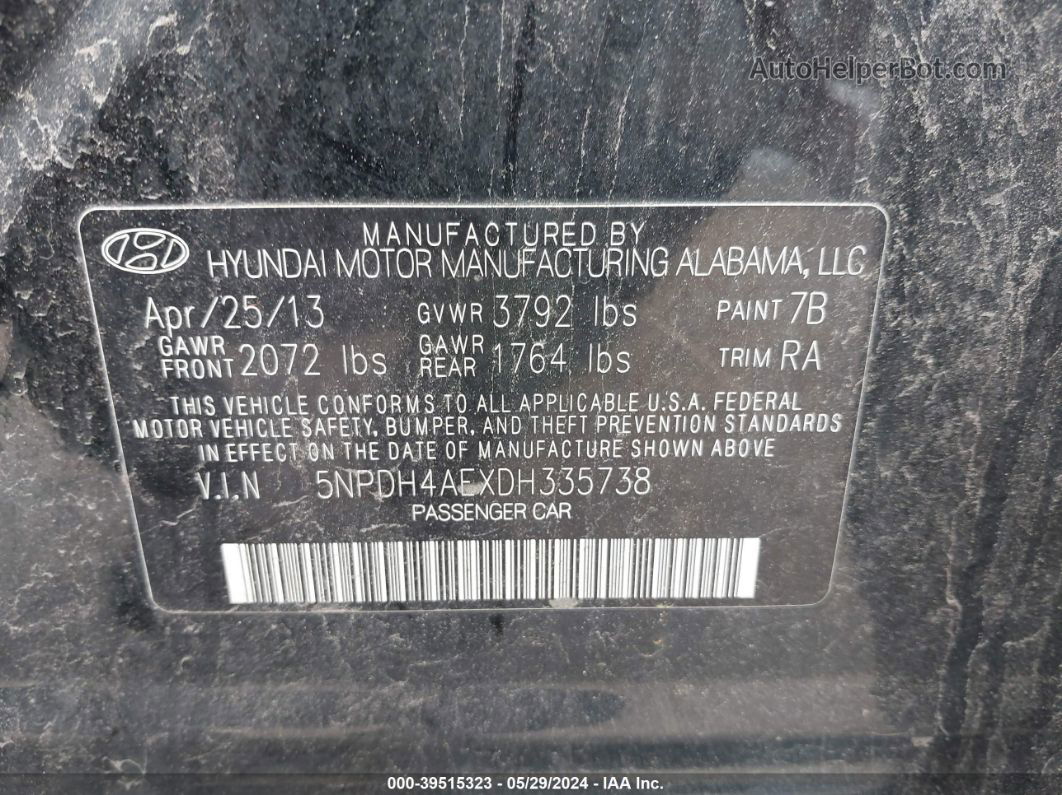 AutoHelperBot.com
MANUFACTURED BY
HYUNDAI MOTOR MANUFACTURING ALABAMA, LLC
Apr/25/13 GVWR 3792 lbs PAINT 7B
GAWR FRONT 2072 lbs GAWR REAR 1764 lbs TRIM RA
THIS VEHICLE CONFORMS TO ALL APPLICABLE U.S.A. FEDERAL
MOTOR VEHICLE SAFETY, BUMPER, AND THEFT PREVENTION STANDARDS
IN EFFECT ON THE DATE OF MANUFACTURE SHOWN ABOVE
V.I.N 5NPDH4AEXDH335738
PASSENGER CAR
000-39515323 - 05/29/2024 - IAA Inc.